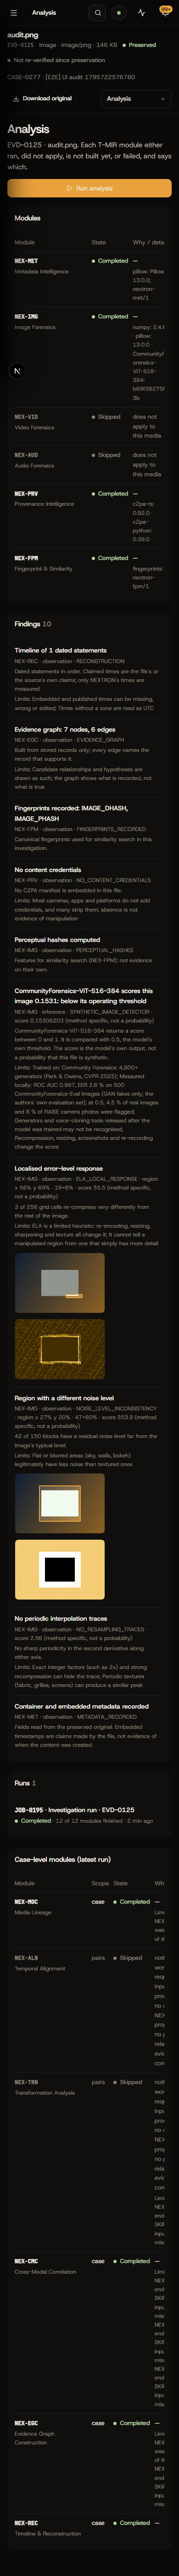 Analysis
99+
audit.png
EVD-0125 · Image · image/png · 146 KB · Preserved
Not re-verified since preservation
CASE-0277 · [E2E] UI audit 1795722576780
Download original
Analysis
Analysis
EVD-0125 · audit.png. Each T-MIR module either ran, did not apply, is not built yet, or failed, and says which.
Run analysis
Modules
Module State Why / deta
NEX-MET Completed —
Metadata Intelligence
pillow: Pillow
13.0.0;
nextron-
met/1
NEX-IMG Completed —
Image Forensics
13.0.0 ·
NEX-VID Skipped does not
Video Forensics
apply to
this media
NEX-AUD Skipped does not
Audio Forensics
apply to
this media
NEX-PRV Completed —
Provenance Intelligence
c2pa-rs:
0.92.0 ·
c2pa-
python:
0.39.0
NEX-FPM Completed —
Fingerprint & Similarity
fingerprints:
nextron-
fpm/1
Findings 10
Timeline of 1 dated statements
NEX-REC · observation · RECONSTRUCTION
Dated statements in order. Claimed times are the file's or
the source's own claim; only NEXTRON's times are
measured.
Limits: Embedded and published times can be missing,
wrong or edited; Times without a zone are read as UTC
Evidence graph: 7 nodes, 6 edges
NEX-EGC · observation · EVIDENCE_GRAPH
Built from stored records only; every edge names the
record that supports it.
Limits: Candidate relationships and hypotheses are
drawn as such; the graph shows what is recorded, not
what is true
Fingerprints recorded: IMAGE_DHASH,
IMAGE_PHASH
NEX-FPM · observation · FINGERPRINTS_RECORDED
Canonical fingerprints used for similarity search in this
investigation.
No content credentials
NEX-PRV · observation · NO_CONTENT_CREDENTIALS
No C2PA manifest is embedded in this file.
Limits: Most cameras, apps and platforms do not add
credentials, and many strip them; absence is not
evidence of manipulation
Perceptual hashes computed
NEX-IMG · observation · PERCEPTUAL_HASHES
Features for similarity search (NEX-FPM); not evidence
on their own.
CommunityForensics-ViT-S16-384 scores this
image 0.1531: below its operating threshold
NEX-IMG · inference · SYNTHETIC_IMAGE_DETECTOR ·
score 0.15306203 (method specific, not a probability)
CommunityForensics-ViT-S16-384 returns a score
between 0 and 1. It is compared with 0.5, the model's
own threshold. The score is the model's own output, not
a probability that this file is synthetic.
Limits: Trained on: Community Forensics, 4,800+
generators (Park & Owens, CVPR 2025); Measured
locally: ROC AUC 0.997, EER 2.6 % on 500
CommunityForensics-Eval images (GAN fakes only; the
authors' own evaluation set); at 0.5, 4.5 % of real images
and 8 % of RAISE camera photos were flagged;
Generators and voice-cloning tools released after the
model was trained may not be recognised;
Recompression, resizing, screenshots and re-recording
change the score
Localised error-level response
NEX-IMG · observation · ELA_LOCAL_RESPONSE · region
score 55.5 (method specific,
not a probability)
3 of 256 grid cells re-compress very differently from
the rest of the image.
Limits: ELA is a limited heuristic: re-encoding, resizing,
sharpening and texture all change it; It cannot tell a
manipulated region from one that simply has more detail
Region with a different noise level
NEX-IMG · observation · NOISE_LEVEL_INCONSISTENCY
· region x 27% y 20% · 47×60% · score 353.9 (method
specific, not a probability)
42 of 150 blocks have a residual noise level far from the
image's typical level.
Limits: Flat or blurred areas (sky, walls, bokeh)
legitimately have less noise than textured ones
No periodic interpolation traces
NEX-IMG · observation · NO_RESAMPLING_TRACES ·
score 2.56 (method specific, not a probability)
No sharp periodicity in the second derivative along
either axis.
Limits: Exact integer factors (such as 2x) and strong
recompression can hide the trace; Periodic textures
(fabric, grilles, screens) can produce a similar peak
Container and embedded metadata recorded
NEX-MET · observation · METADATA_RECORDED
Fields read from the preserved original. Embedded
timestamps are claims made by the file, not evidence of
when the content was created.
Runs 1
JOB-0195 · Investigation run · EVD-0125
Completed · 12 of 12 modules finished · 2 min ago
Case-level modules (latest run)
Module Scope State Wh
NEX-MOC case Completed —
Media Lineage
NEX-ALN pairs Skipped
Temporal Alignment
NEX-TRN pairs Skipped
Transformation Analysis
NEX-CMC case Completed —
Cross-Modal Correlation
NEX-EGC case Completed —
Evidence Graph
Construction
NEX-REC case Completed —
Timeline & Reconstruction